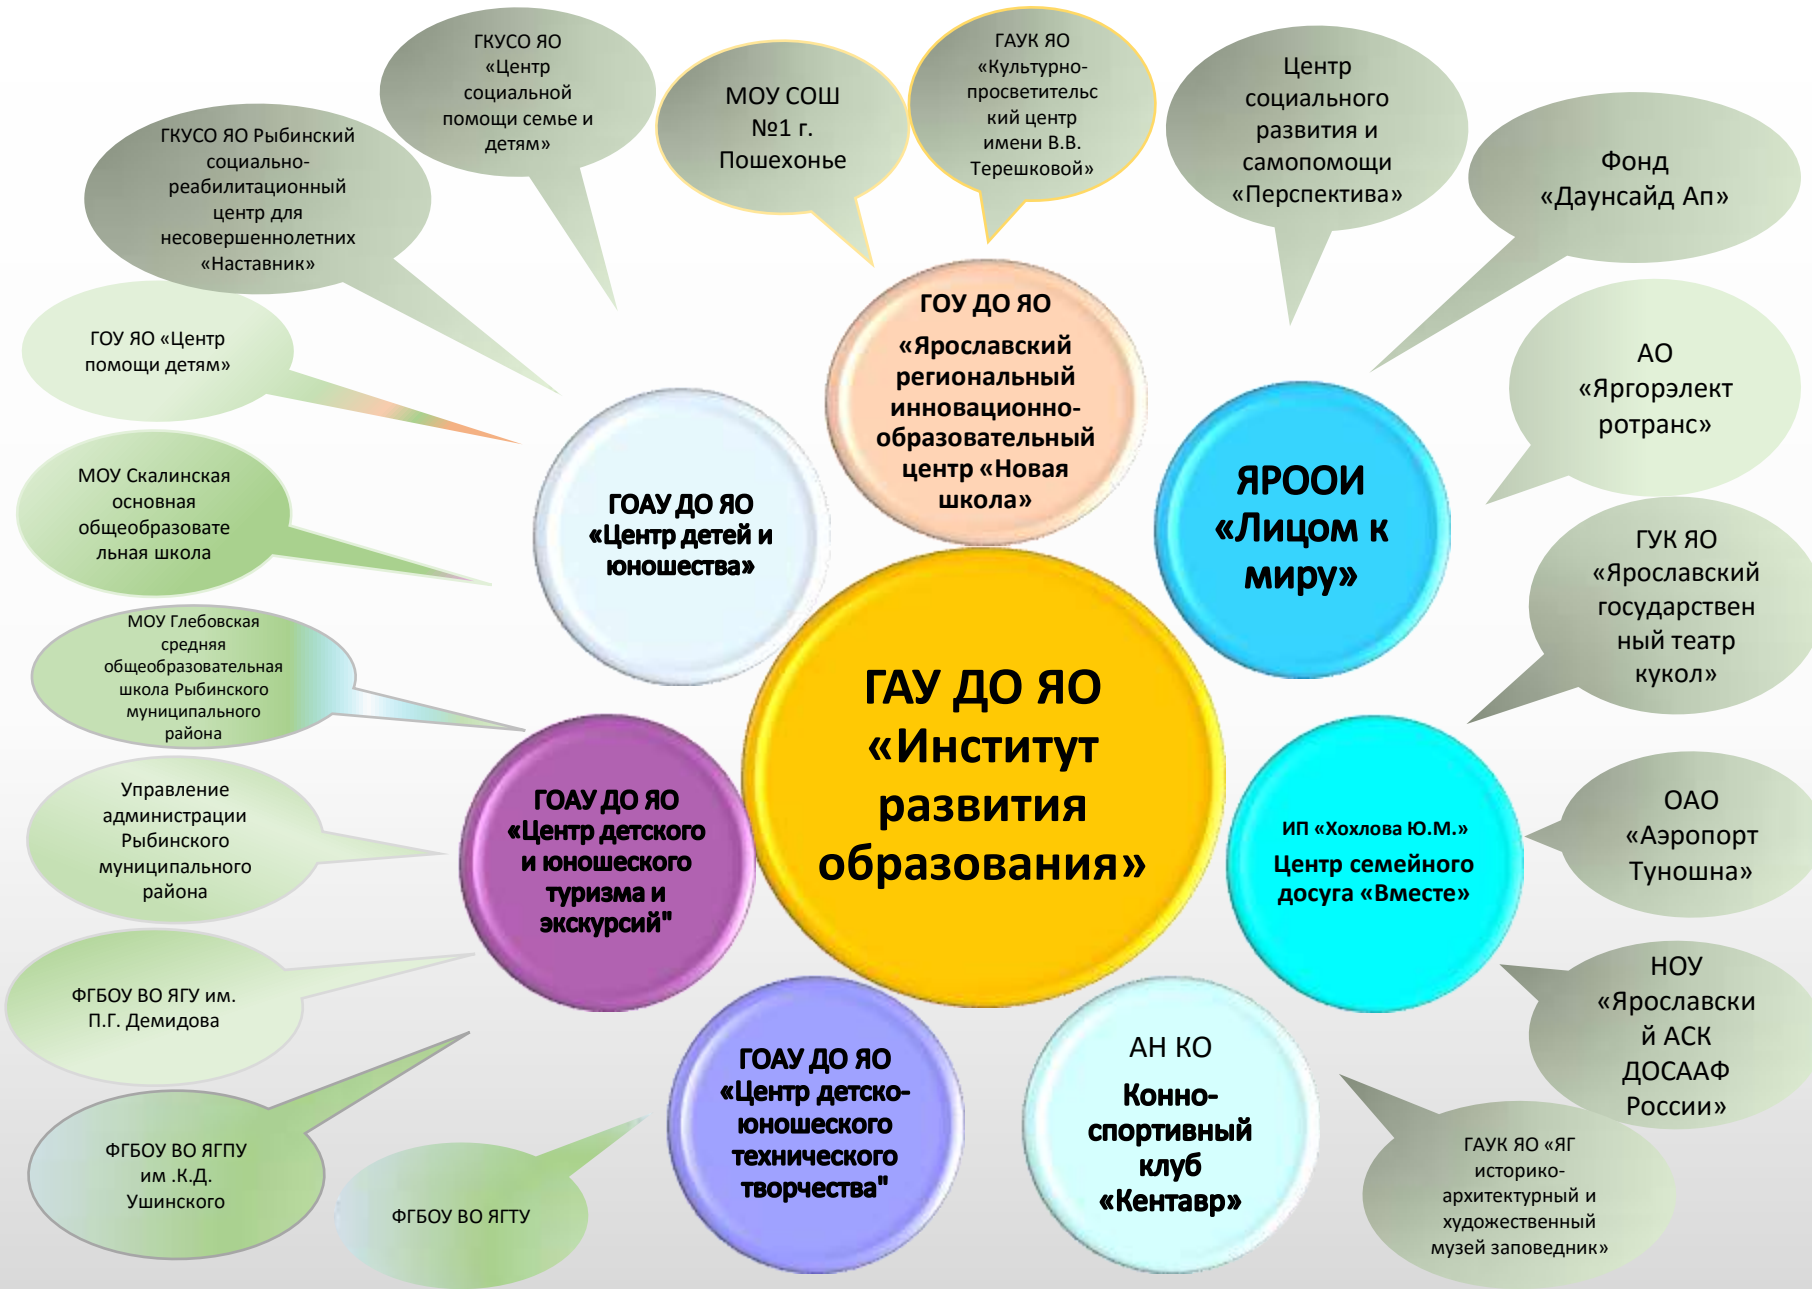 ГКУСО ЯО
«Центр
социальной
помощи семье и
детям»
МОУ СОШ
№1 г.
Пошехонье
ГАУК ЯО
«Культурно-
просветительс
кий центр
имени В.В.
Терешковой»
Центр
социального
развития и
самопомощи
«Перспектива»
Фонд
«Даунсайд Ап»
ГКУСО ЯО Рыбинский
социально-
реабилитационный
центр для
несовершеннолетних
«Наставник»
ГОУ ЯО «Центр
помощи детям»
МОУ Скалинская
основная
общеобразовате
льная школа
МОУ Глебовская
средняя
общеобразовательная
школа Рыбинского
муниципального
района
Управление
администрации
Рыбинского
муниципального
района
ФГБОУ ВО ЯГУ им.
П.Г. Демидова
ФГБОУ ВО ЯГПУ
им .К.Д.
Ушинского
ФГБОУ ВО ЯГТУ
ГОУ ДО ЯО
«Ярославский
региональный
инновационно-
образовательный
центр «Новая
школа»
ГОАУ ДО ЯО
«Центр детей и
юношества»
ЯРООИ
«Лицом к
миру»
ГАУ ДО ЯО
«Институт
развития
образования»
ГОАУ ДО ЯО
«Центр детского
и юношеского
туризма и
экскурсий"
ИП «Хохлова Ю.М.»
Центр семейного
досуга «Вместе»
ГОАУ ДО ЯО
«Центр детско-
юношеского
технического
творчества"
АН КО
Конно-
спортивный
клуб
«Кентавр»
АО
«Яргорэлект
ротранс»
ГУК ЯО
«Ярославский
государствен
ный театр
кукол»
ОАО
«Аэропорт
Туношна»
НОУ
«Ярославски
й АСК
ДОСААФ
России»
ГАУК ЯО «ЯГ
историко-
архитектурный и
художественный
музей заповедник»